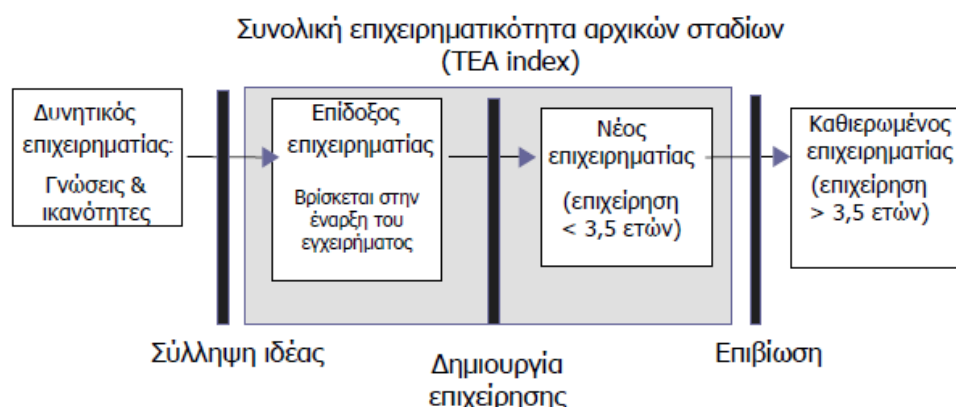 Συνολική επιχειρηματικότητα αρχικών σταδίων
(TEA index)
Δυνητικός
επιχειρηματίας:
Γνώσεις &
ικανότητες
Επίδοξος
επιχειρηματίας
Βρίσκεται στην
έναρξη του
εγχειρήματος
Νέος
επιχειρηματίας
(επιχείρηση
< 3,5 ετών)
Καθιερωμένος
επιχειρηματίας
(επιχείρηση
> 3,5 ετών)
Σύλληψη ιδέας
Δημιουργία
επιχείρησης
Επιβίωση